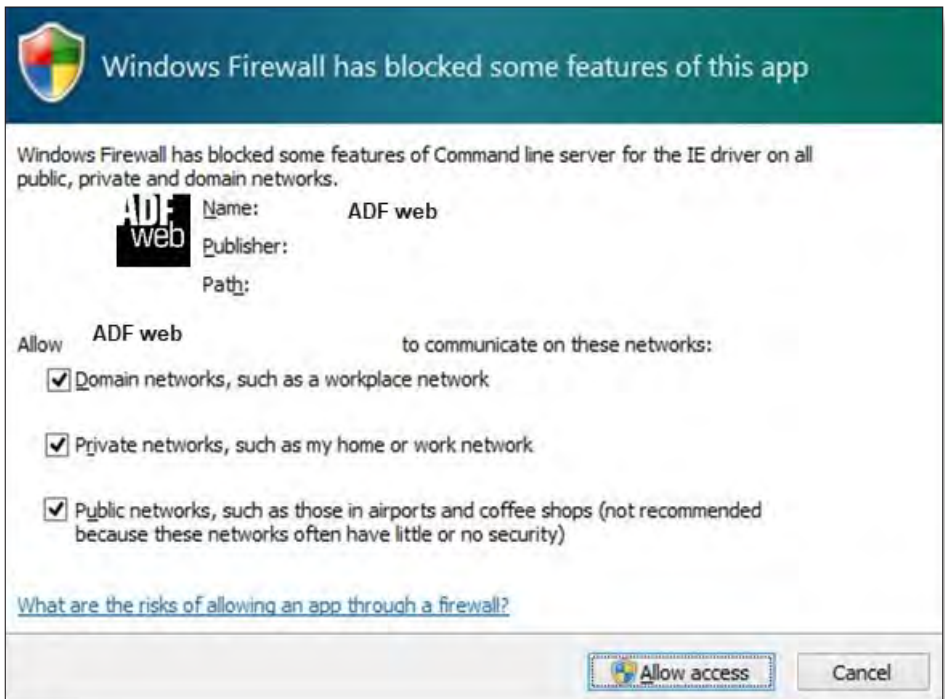 Windows Firewall has blocked some features of this app
Windows Firewall has blocked some features of Command line server for the IE driver on all
public, private and domain networks.
ADF
web
Name: ADF web
Publisher:
Path:
Allow ADF web to communicate on these networks:
Domain networks, such as a workplace network
Private networks, such as my home or work network
Public networks, such as those in airports and coffee shops (not recommended
because these networks often have little or no security)
What are the risks of allowing an app through a firewall?
Allow access Cancel